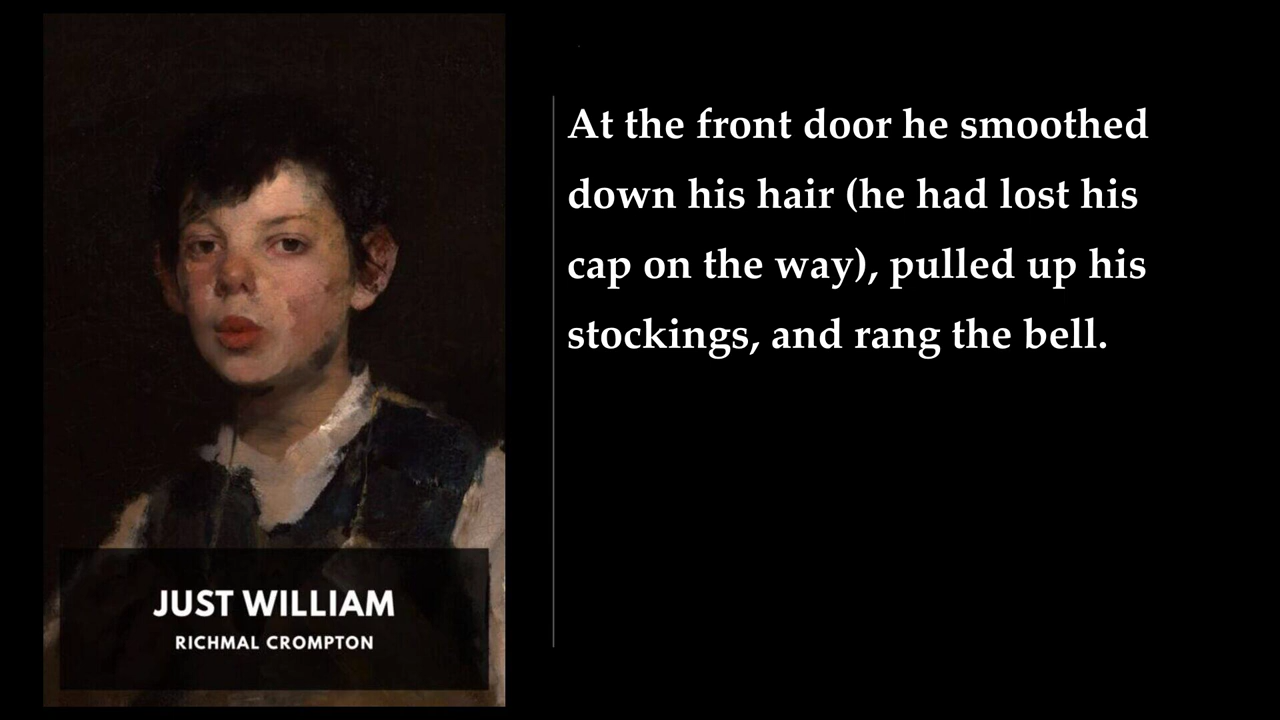 JUST WILLIAM
RICHMAL CROMPTON
At the front door he smoothed
down his hair (he had lost his
cap on the way), pulled up his
stockings, and rang the bell.